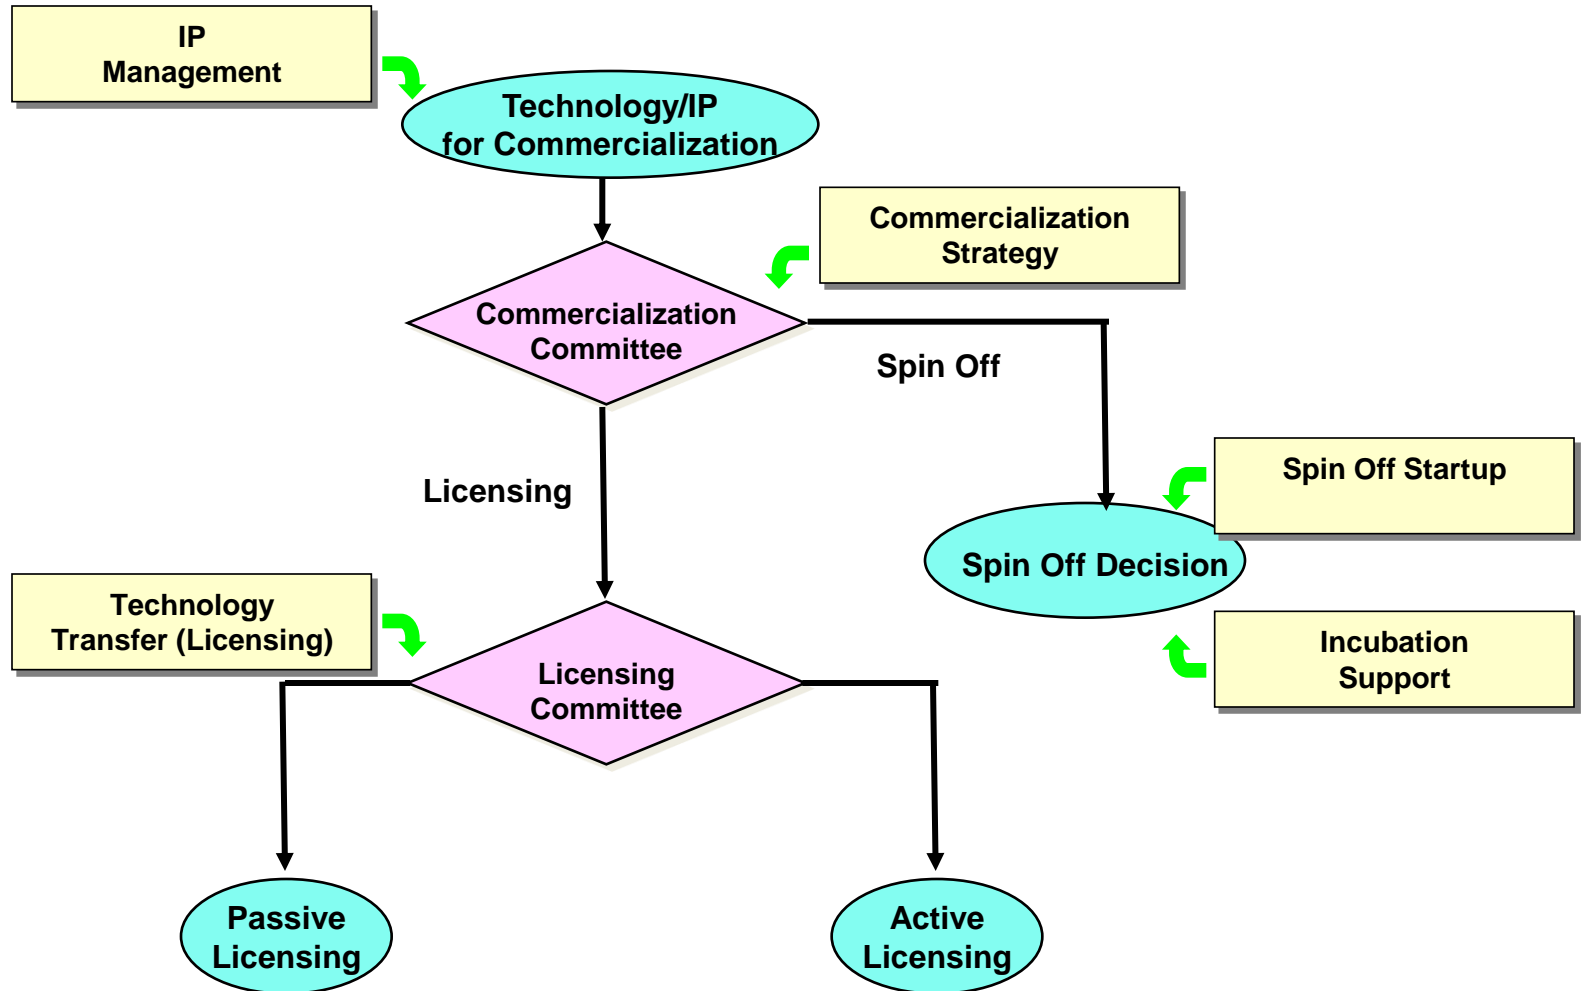 IP
Management
Technology/IP
for Commercialization
Commercialization
Strategy
Commercialization
Committee
Spin Off
Spin Off Startup
Licensing
Spin Off Decision
Technology
Transfer (Licensing)
Incubation
Support
Licensing
Committee
Passive
Licensing
Active
Licensing